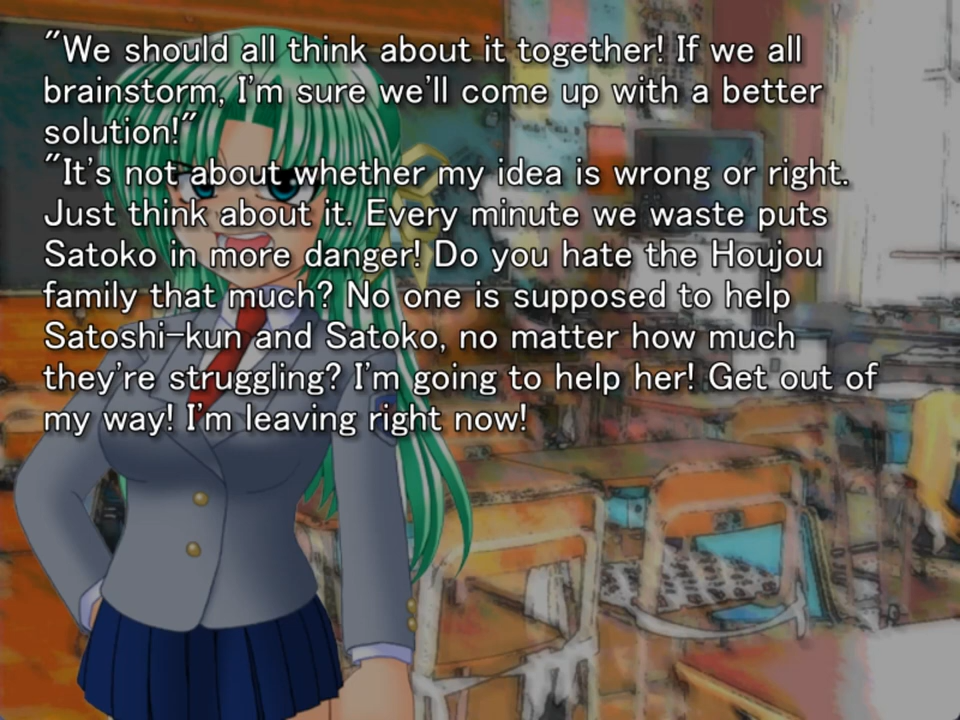 "We should all think about it together! If we all
brainstorm, I'm sure we'll come up with a better
solution!"
"It's not about whether my idea is wrong or right.
Just think about it. Every minute we waste puts
Satoko in more danger! Do you hate the Houjou
family that much? No one is supposed to help
Satoshi-kun and Satoko, no matter how much
they're struggling? I'm going to help her! Get out of
my way! I'm leaving right now!